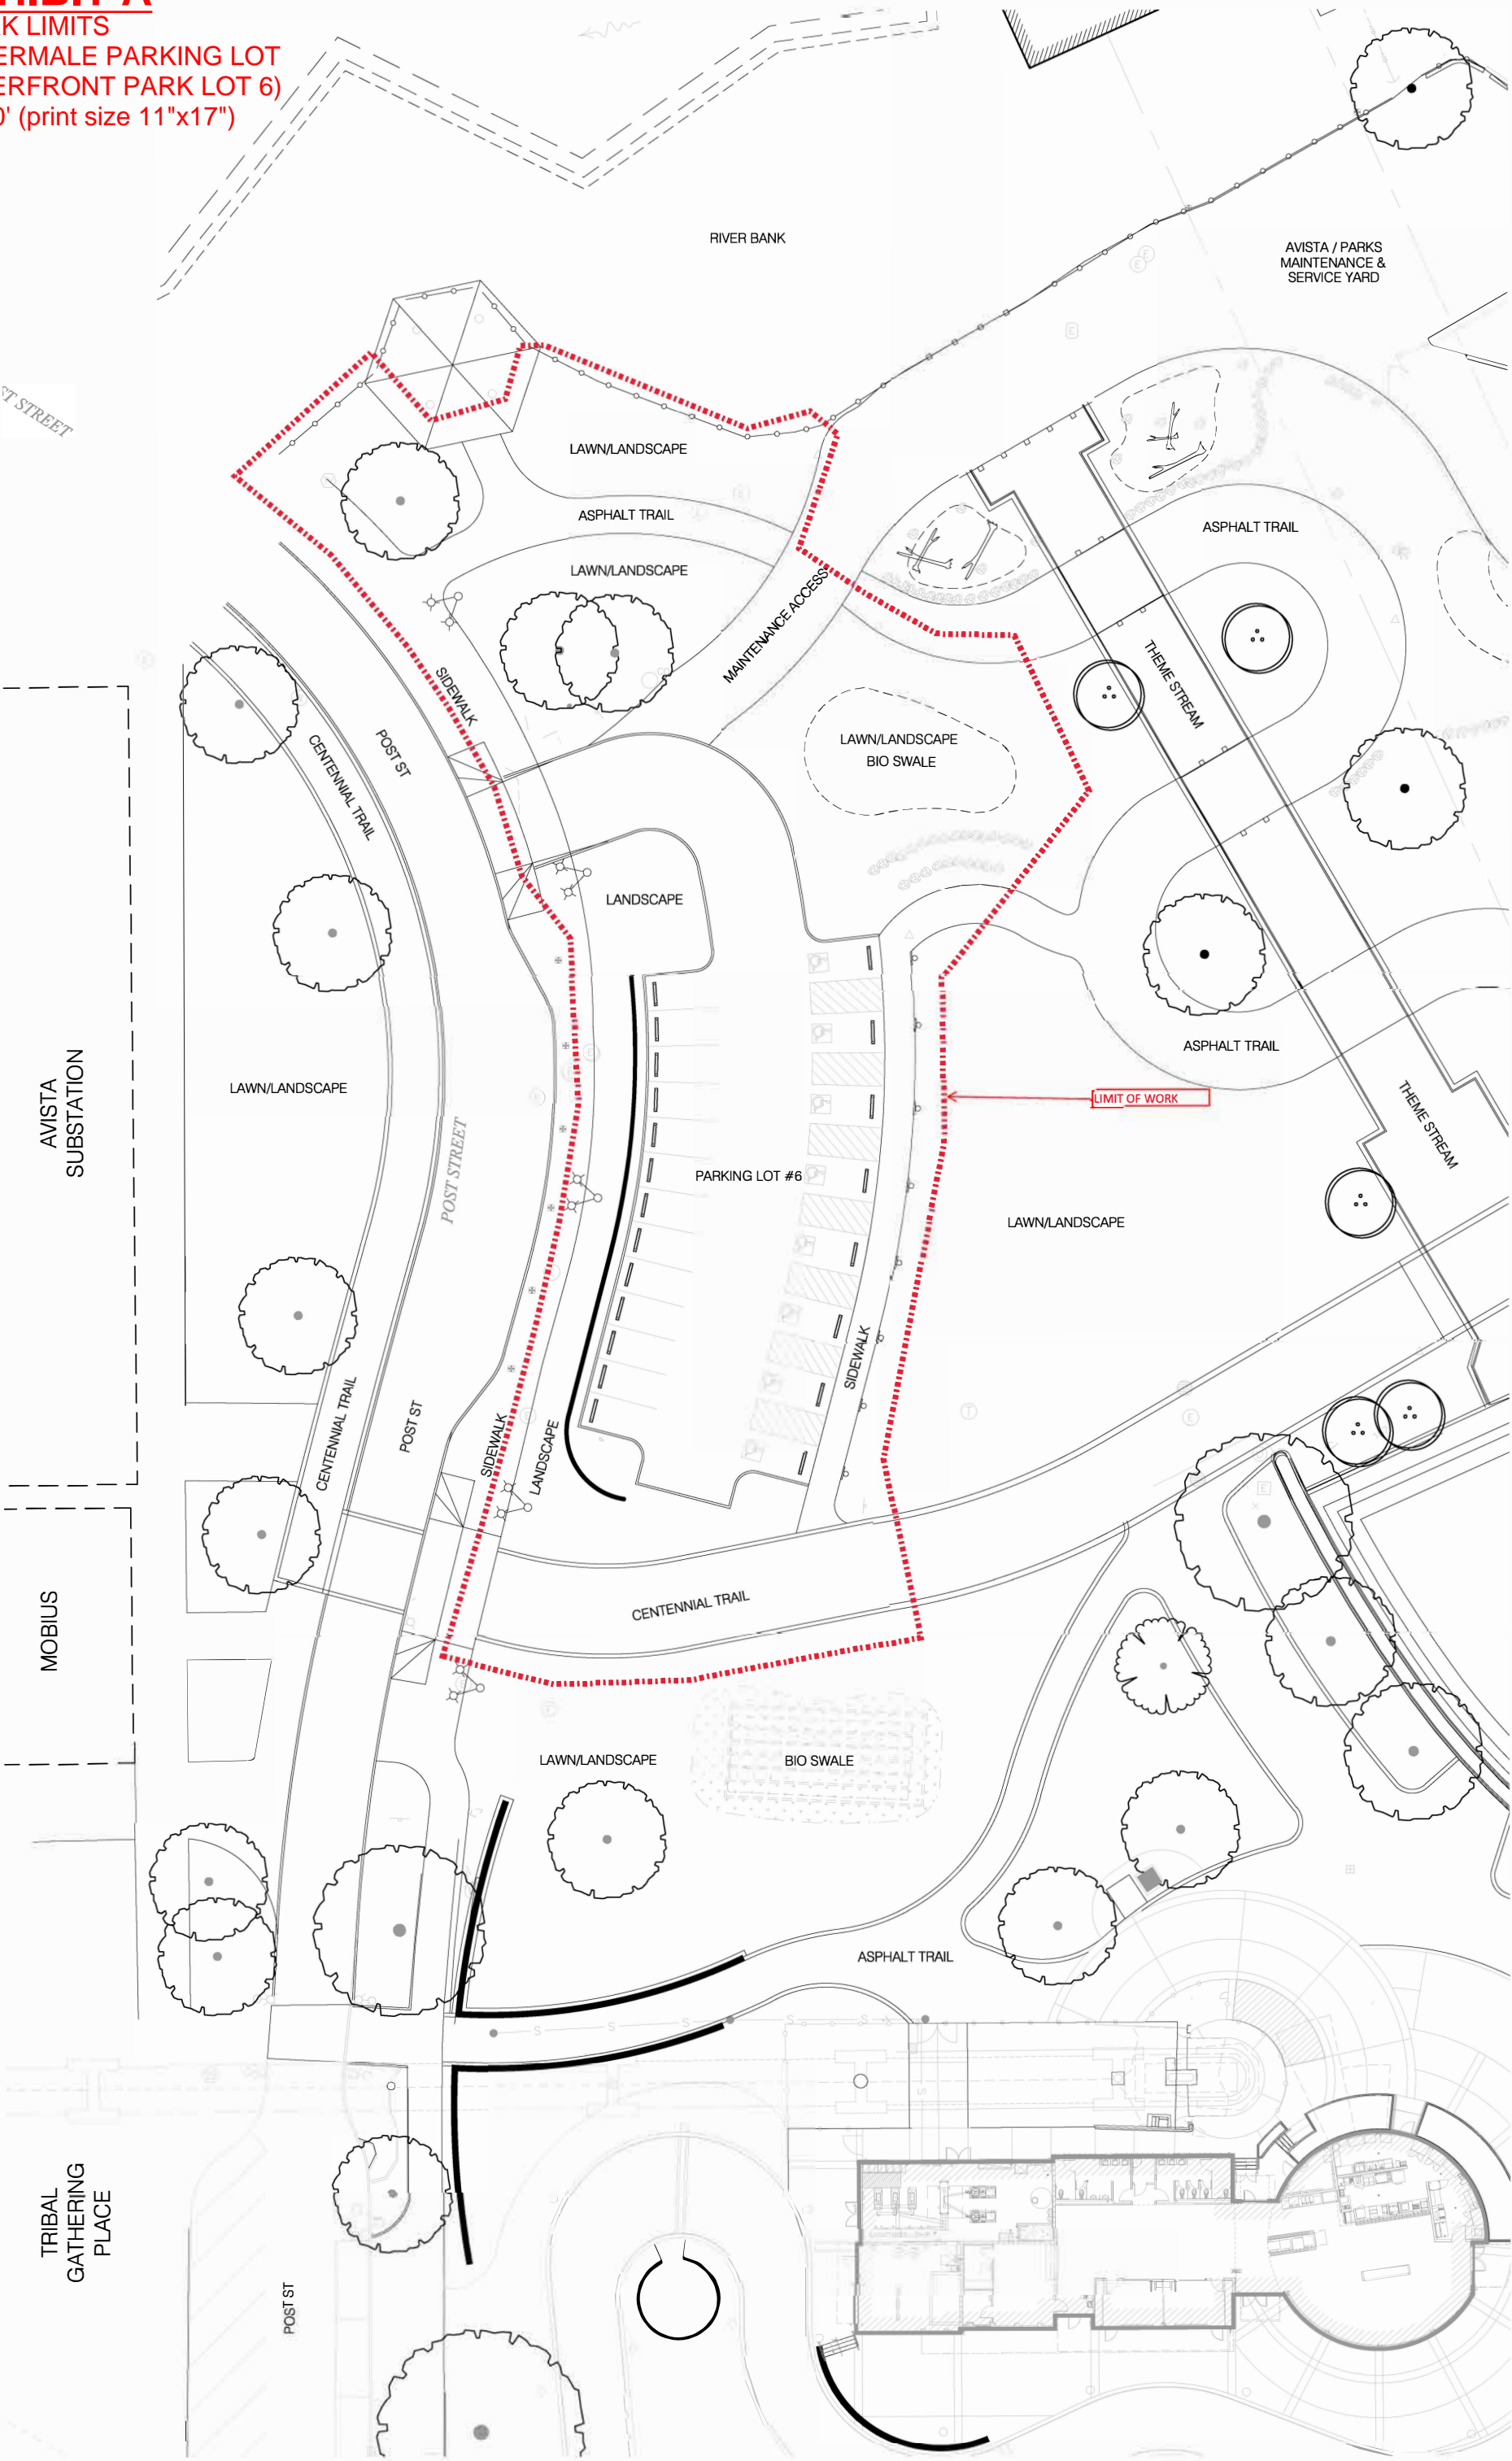 HIBIT A
K LIMITS
ERMALE PARKING LOT
ERFRONT PARK LOT 6)
0' (print size 11"x17")
RIVER BANK
AVISTA / PARKS
MAINTENANCE &
SERVICE YARD
ST STREET
LAWN/LANDSCAPE
ASPHALT TRAIL
ASPHALT TRAIL
LAWN/LANDSCAPE
MAINTENANCE ACCESS
SIDEWALK
THEME STREAM
POST ST
CENTENNIAL TRAIL
LAWN/LANDSCAPE
BIO SWALE
LANDSCAPE
ASPHALT TRAIL
AVISTA
SUBSTATION
LAWN/LANDSCAPE
LIMIT OF WORK
THEME STREAM
POST STREET
PARKING LOT #6
LAWN/LANDSCAPE
SIDEWALK
CENTENNIAL TRAIL
POST ST
SIDEWALK
LANDSCAPE
MOBIUS
CENTENNIAL TRAIL
LAWN/LANDSCAPE
BIO SWALE
ASPHALT TRAIL
S
S
S
S
S
TRIBAL
GATHERING
PLACE
POST ST